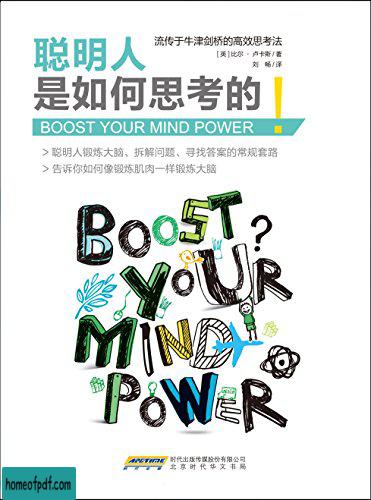 流传于牛津剑桥的高效思考法
[英]比尔·卢卡斯/著
刘 畅/译
聪明人
是如何思考的!
BOOST YOUR MIND POWER
>聪明人锻炼大脑、拆解问题、寻找答案的常规套路
>告诉你如何像锻炼肌肉一样锻炼大脑
BOOST?
YOUR
MIND
POWER
时代出版传媒股份有限公司
北京时代华文书局
homeofpdf.com